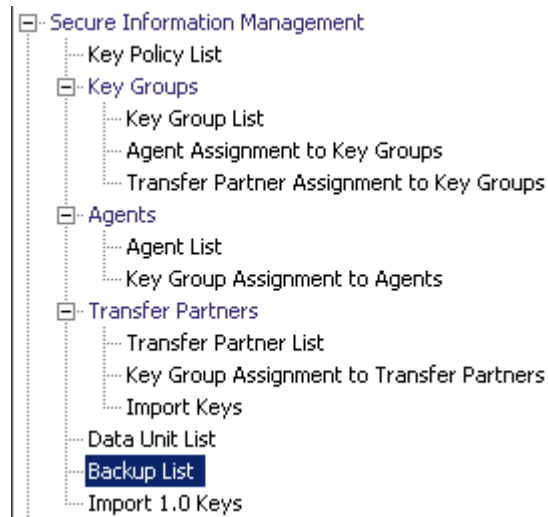 Secure Information Management
Key Policy List
Key Groups
Key Group List
Agent Assignment to Key Groups
Transfer Partner Assignment to Key Groups
Agents
Agent List
Key Group Assignment to Agents
Transfer Partners
Transfer Partner List
Key Group Assignment to Transfer Partners
Import Keys
Data Unit List
Backup List
Import 1.0 Keys